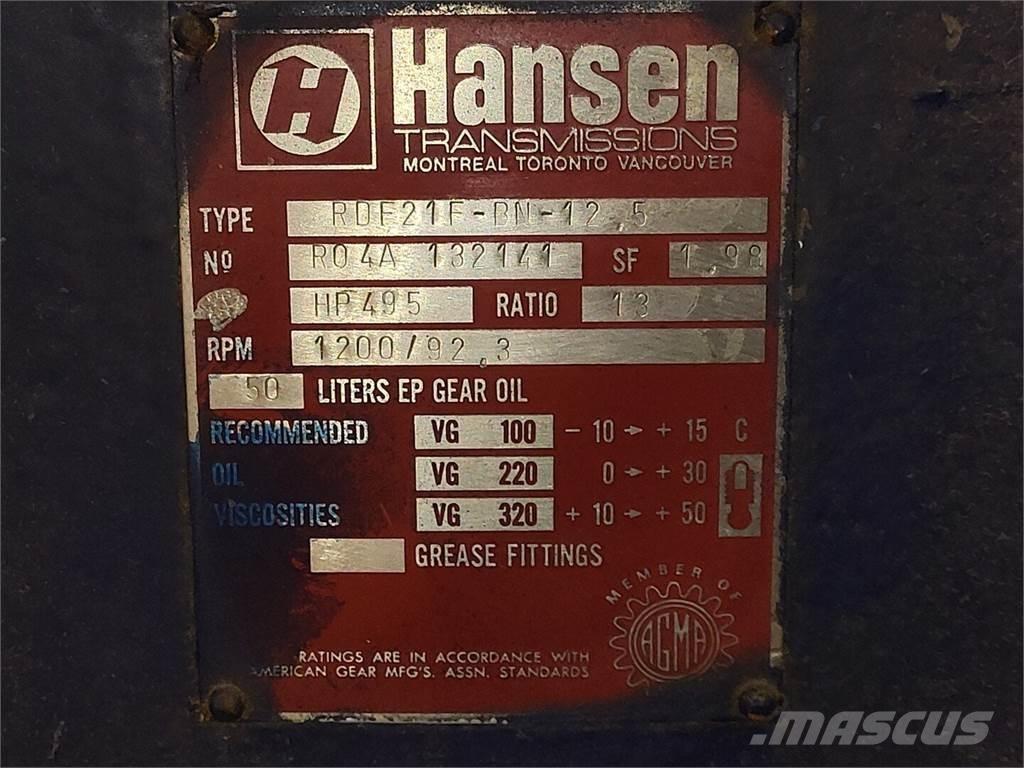 H Hansen
TRANSMISSIONS
MONTREAL TORONTO VANCOUVER
TYPE RDF21F-BN-12,5
Nº R04A 132141 SF 1,98
HP495 RATIO 13
RPM 1200/92,3
50 LITERS EP GEAR OIL
RECOMMENDED VG 100 -10 → +15 C
OIL VG 220 0 → +30
VISCOSITIES VG 320 +10 → +50
GREASE FITTINGS
MEMBER OF
AGMA
RATINGS ARE IN ACCORDANCE WITH
AMERICAN GEAR MFG'S. ASSN. STANDARDS
MASCUS